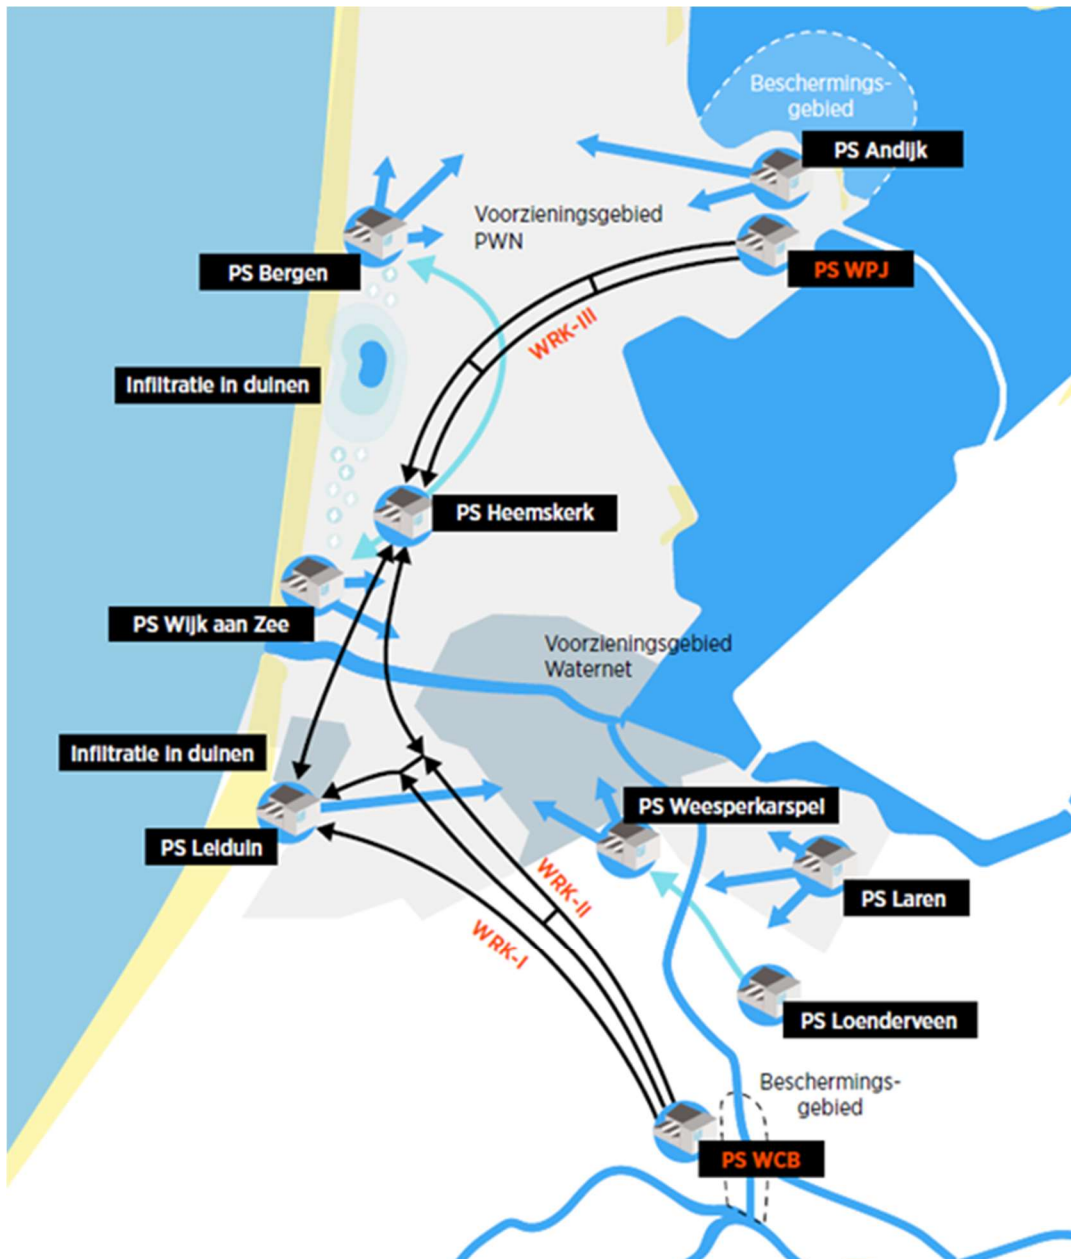 Beschermings-
gebied
PS Andijk
Voorzieningsgebied
PWN
PS Bergen
PS WPJ
WRK-III
Infiltratie in duinen
PS Heemskerk
PS Wijk aan Zee
Voorzieningsgebied
Waternet
Infiltratie in duinen
PS Weesperkarspel
PS Leiduin
WRK-II
PS Laren
WRK-I
PS Loenderveen
Beschermings-
gebied
PS WCB